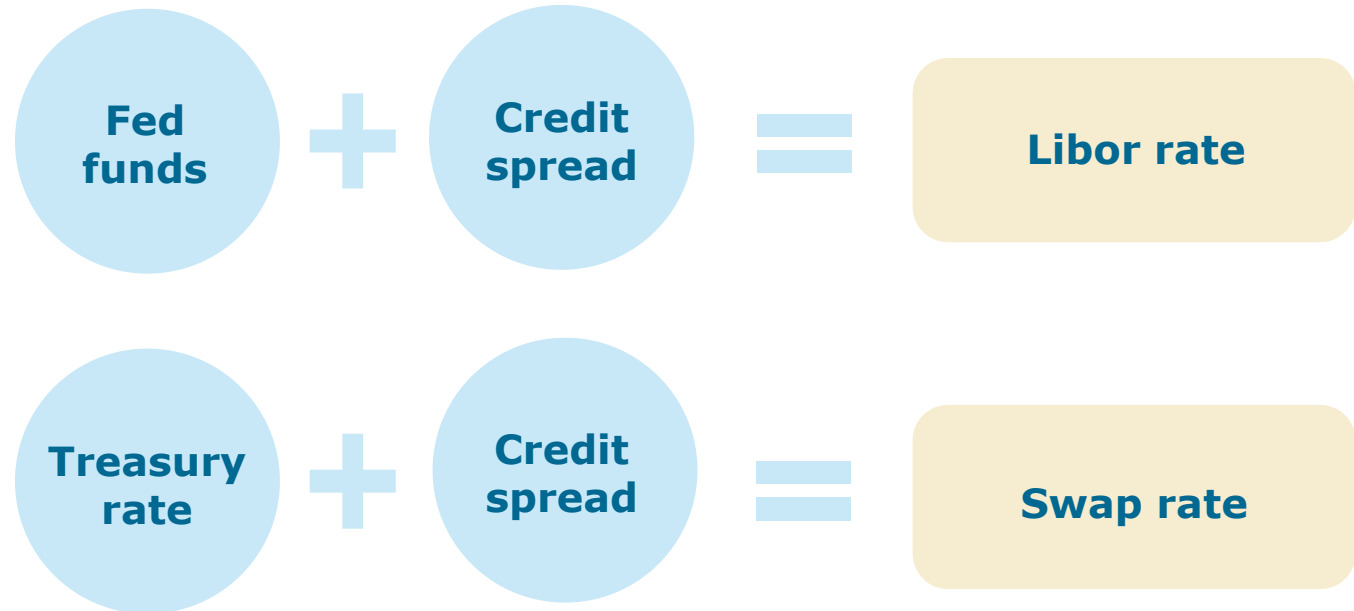 Fed
funds
Credit
spread
Libor rate
Treasury
rate
Credit
spread
Swap rate